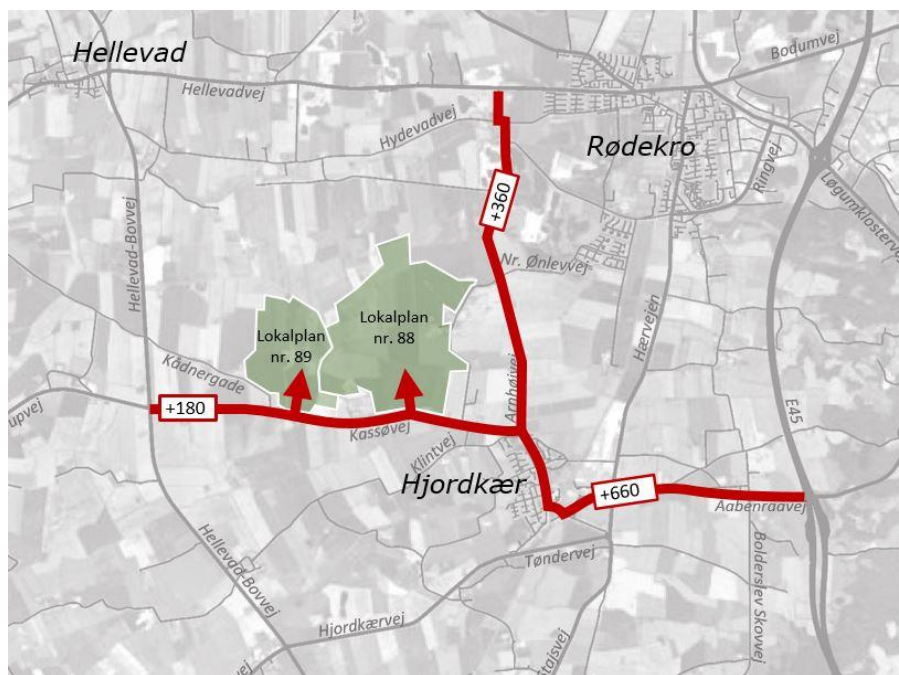 Hellevad
Bodumvej
Hellevadvej
Hydevadvej
Rødekro
Ringvej
Løgumklostervej
+360
Nr. Ønlevvej
Hellevad-Bovvej
Hærvejen
Lokalplan
nr. 89
Lokalplan
nr. 88
Kådnergade
Arnhøjvej
E45
upvej
+180
Kassøvej
Klintvej
Hjordkær
+660
Aabenraavej
Hellevad-Bovvej
Tøndervej
Bolderslev Skovvej
Hjordkærvej
tajsvej